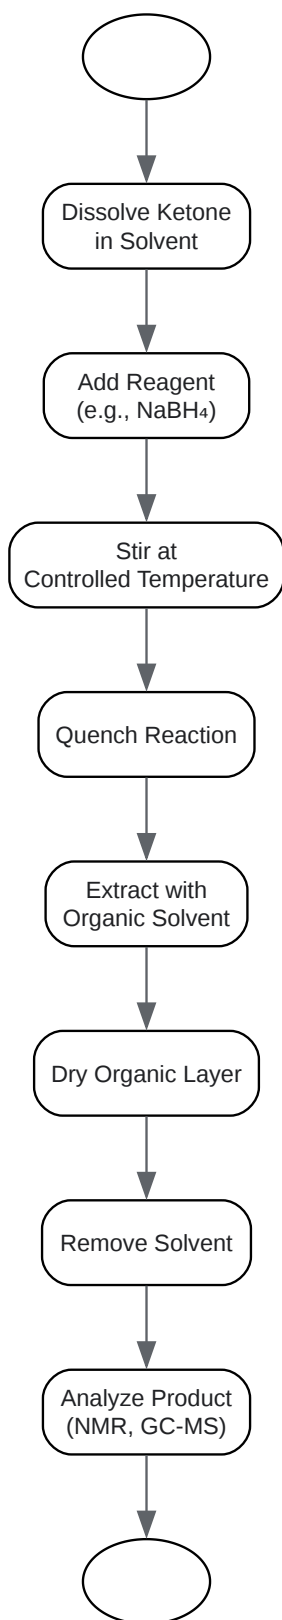 Dissolve Ketone
in Solvent
Add Reagent
(e.g., NaBH₄)
Stir at
Controlled Temperature
Quench Reaction
Extract with
Organic Solvent
Dry Organic Layer
Remove Solvent
Analyze Product
(NMR, GC-MS)